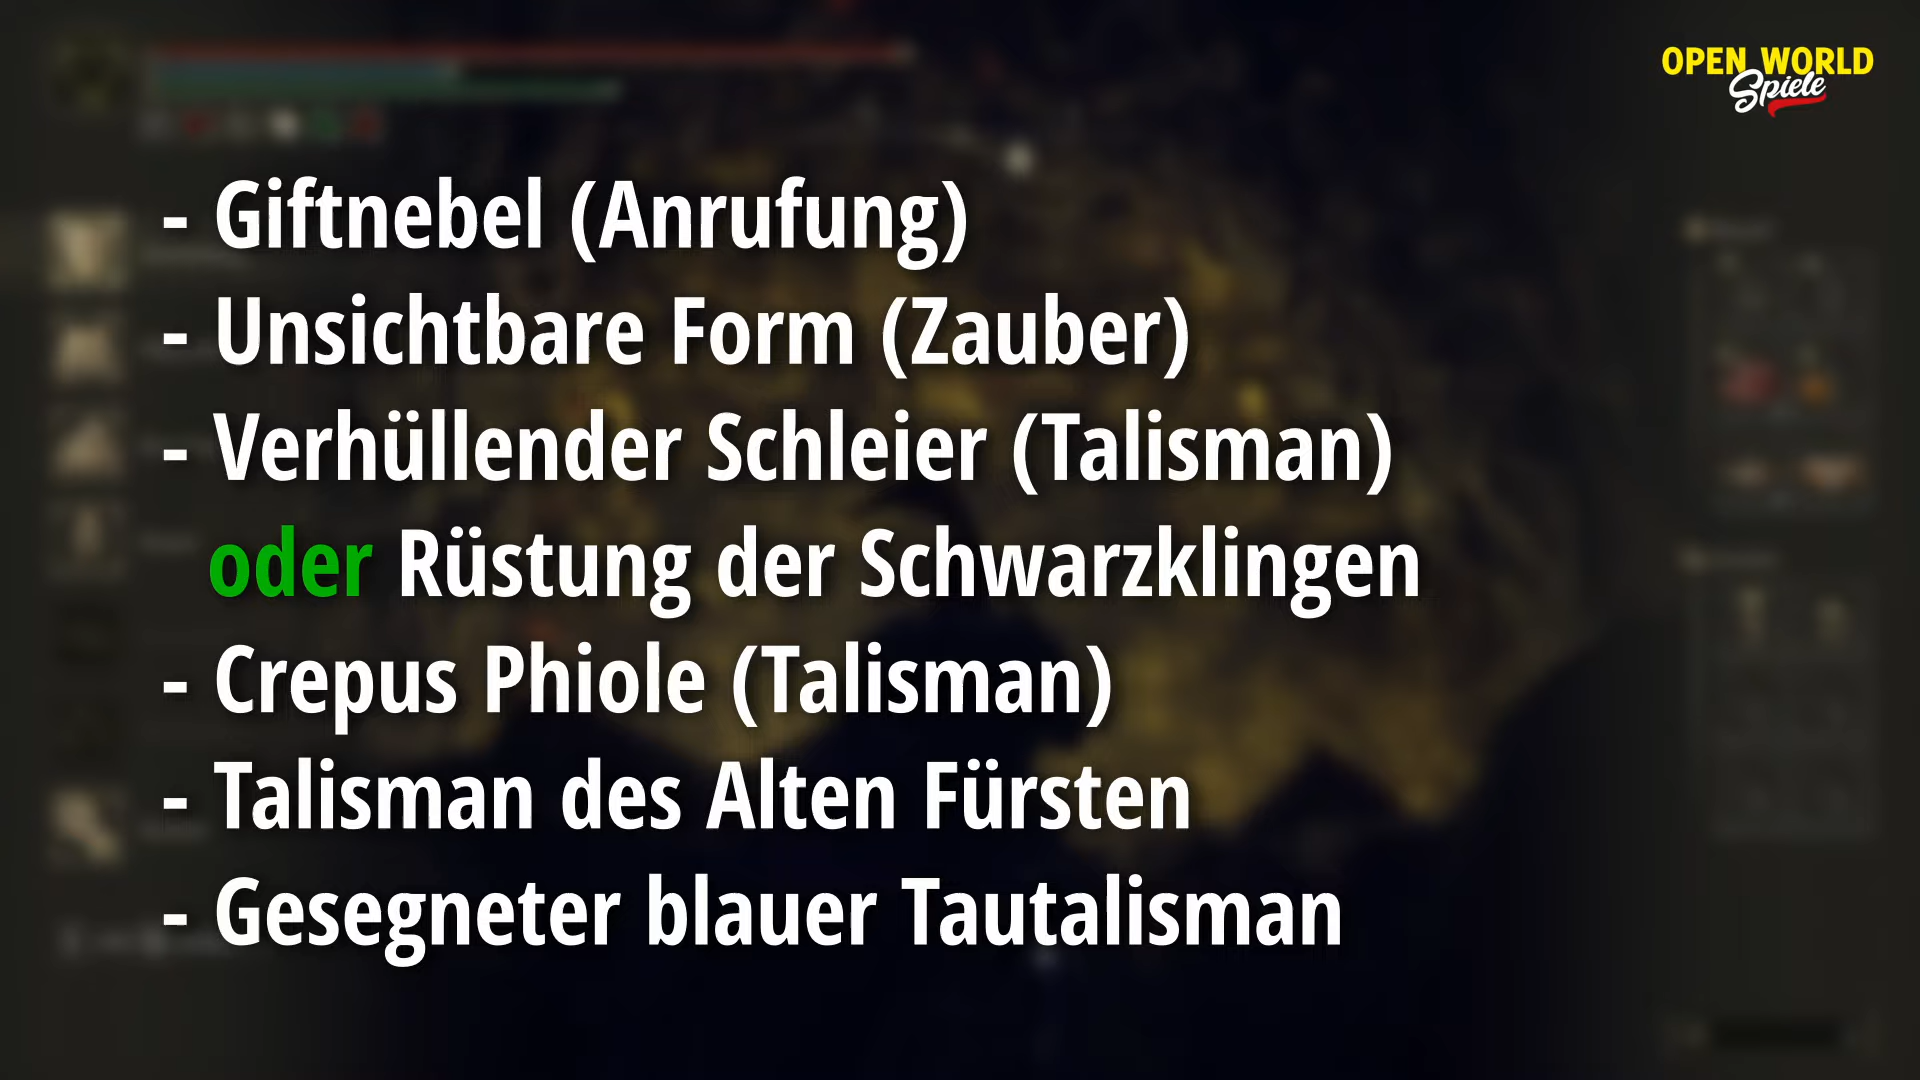 OPEN WORLD
Spiele
- Giftnebel (Anrufung)
- Unsichtbare Form (Zauber)
- Verhüllender Schleier (Talisman)
oder Rüstung der Schwarzklingen
- Crepus Phiole (Talisman)
- Talisman des Alten Fürsten
- Gesegneter blauer Tautalisman